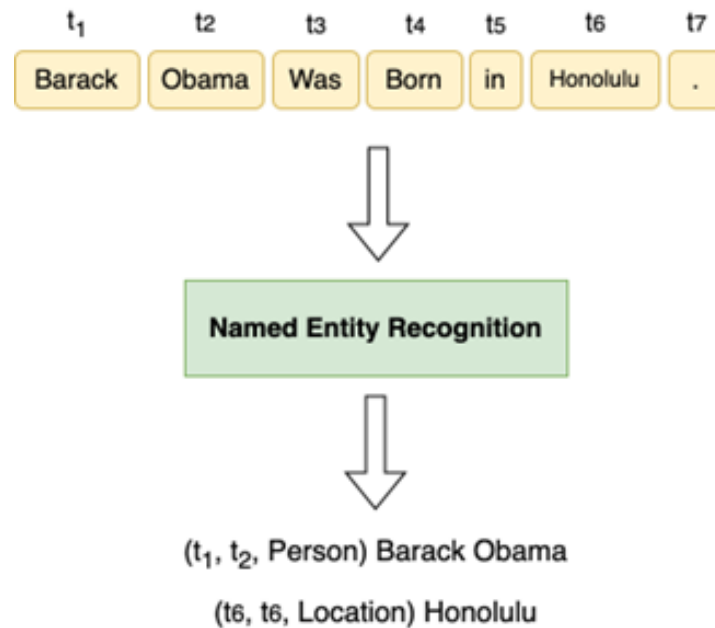 t₁ t2 t3 t4 t5 t6 t7
Barack Obama Was Born in Honolulu .
Named Entity Recognition
(t₁, t₂, Person) Barack Obama
(t6, t6, Location) Honolulu